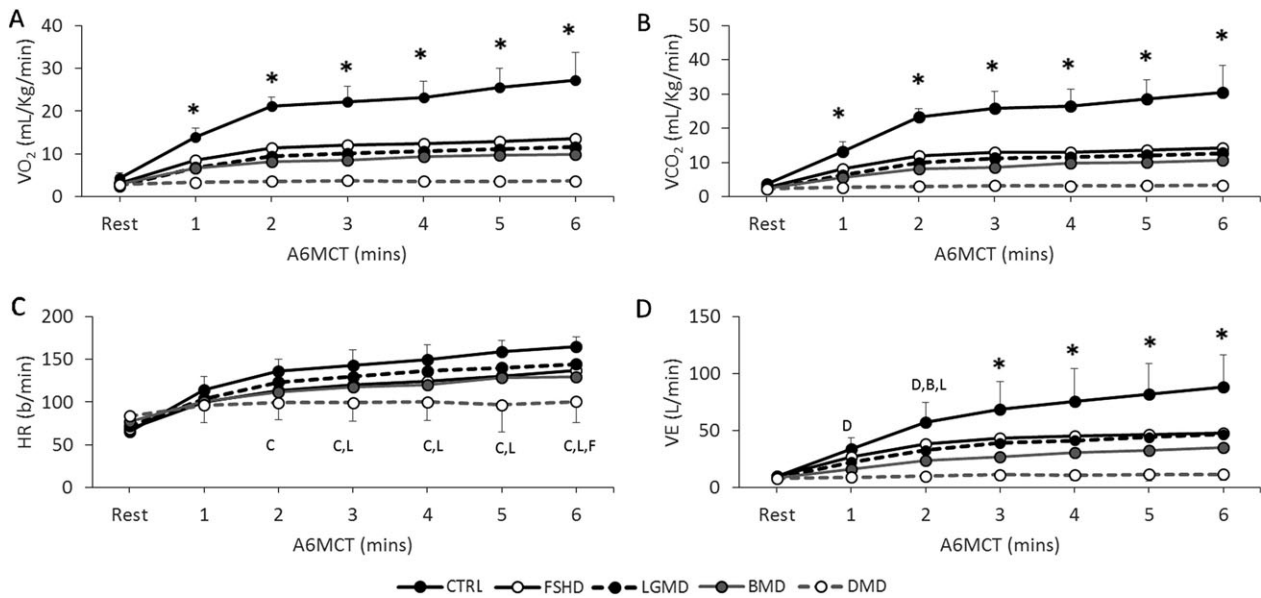 A
VO2 (mL/Kg/min)
40
30
20
10
0
* * * * * *
Rest 1 2 3 4 5 6
A6MCT (mins)
B
VCO2 (mL/Kg/min)
50
40
30
20
10
0
* * * * * *
Rest 1 2 3 4 5 6
A6MCT (mins)
C
HR (b/min)
200
150
100
50
0
C C,L C,L C,L C,L,F
Rest 1 2 3 4 5 6
A6MCT (mins)
D
VE (L/min)
150
100
50
0
D D,B,L * * * *
Rest 1 2 3 4 5 6
A6MCT (mins)
CTRL FSHD LGMD BMD DMD